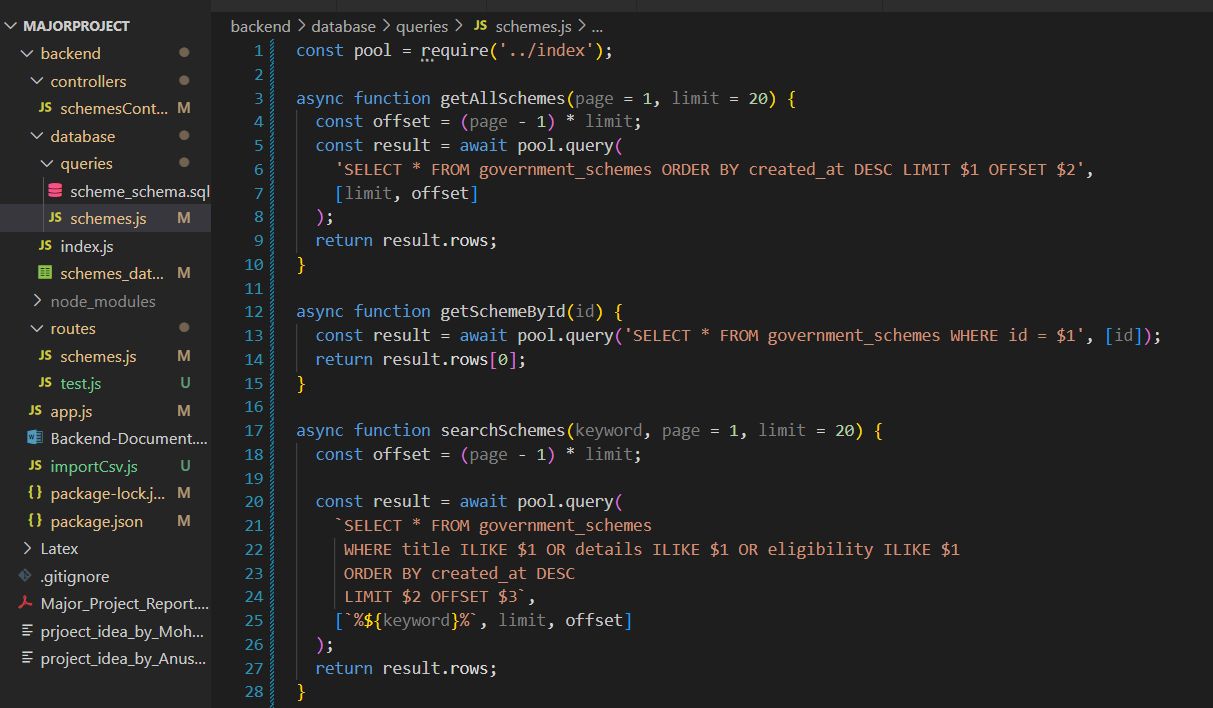 MAJORPROJECT
backend
controllers
JS schemesCont... M
database
queries
scheme_schema.sql
JS schemes.js M
JS index.js
schemes_dat... M
node_modules
routes
JS schemes.js M
JS test.js U
JS app.js M
Backend-Document....
JS importCsv.js U
{} package-lock.j... M
{} package.json M
Latex
.gitignore
Major_Project_Report....
prjoect_idea_by_Moh...
project_idea_by_Anus...
backend > database > queries > JS schemes.js > ...
1 const pool = require('../index');
2
3 async function getAllSchemes(page = 1, limit = 20) {
4 const offset = (page - 1) * limit;
5 const result = await pool.query(
6 'SELECT * FROM government_schemes ORDER BY created_at DESC LIMIT $1 OFFSET $2',
7 [limit, offset]
8 );
9 return result.rows;
10 }
11
12 async function getSchemeById(id) {
13 const result = await pool.query('SELECT * FROM government_schemes WHERE id = $1', [id]);
14 return result.rows[0];
15 }
16
17 async function searchSchemes(keyword, page = 1, limit = 20) {
18 const offset = (page - 1) * limit;
19
20 const result = await pool.query(
21 `SELECT * FROM government_schemes
22 WHERE title ILIKE $1 OR details ILIKE $1 OR eligibility ILIKE $1
23 ORDER BY created_at DESC
24 LIMIT $2 OFFSET $3`,
25 [`%${keyword}%`, limit, offset]
26 );
27 return result.rows;
28 }